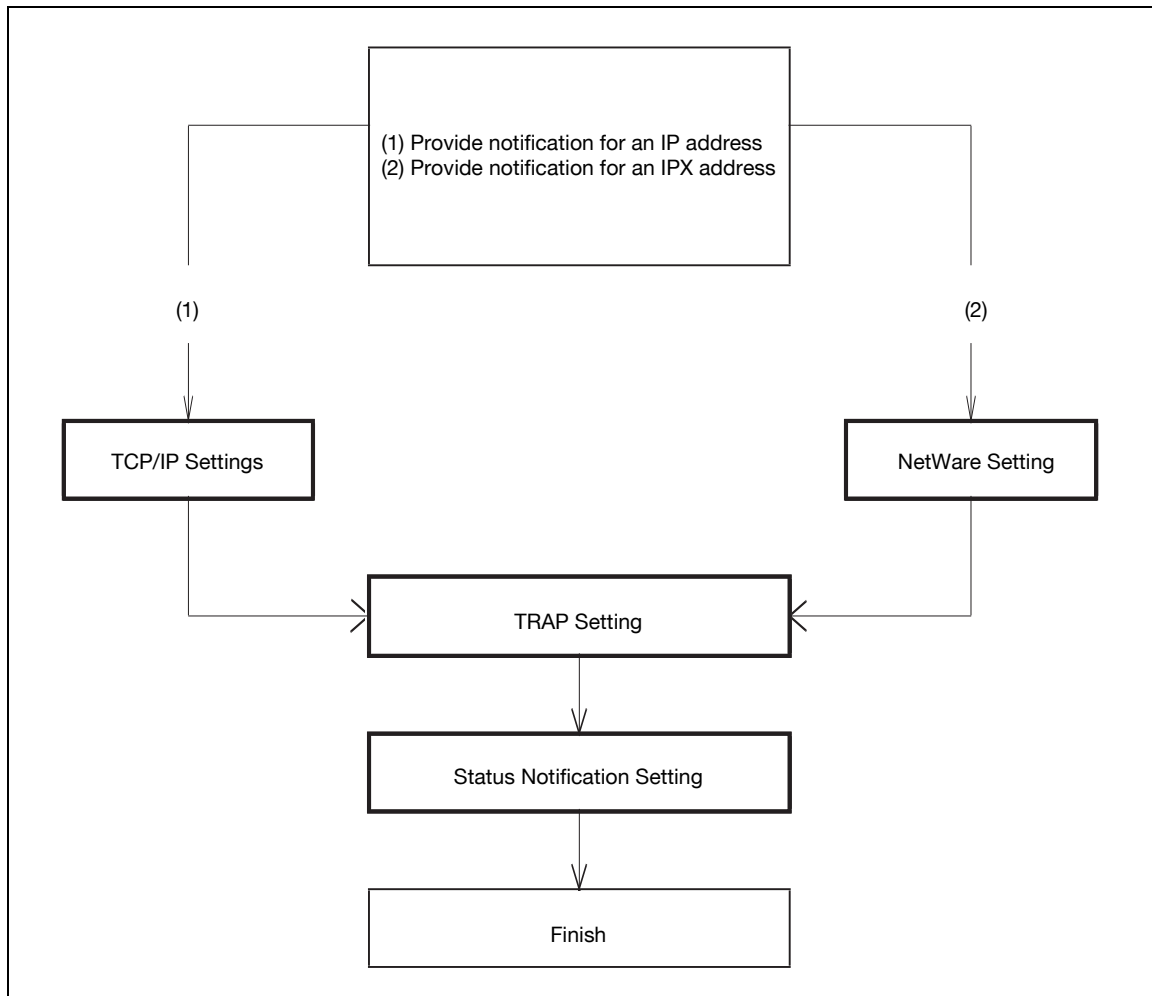 (1) Provide notification for an IP address
(2) Provide notification for an IPX address
(1)
(2)
TCP/IP Settings
NetWare Setting
TRAP Setting
Status Notification Setting
Finish